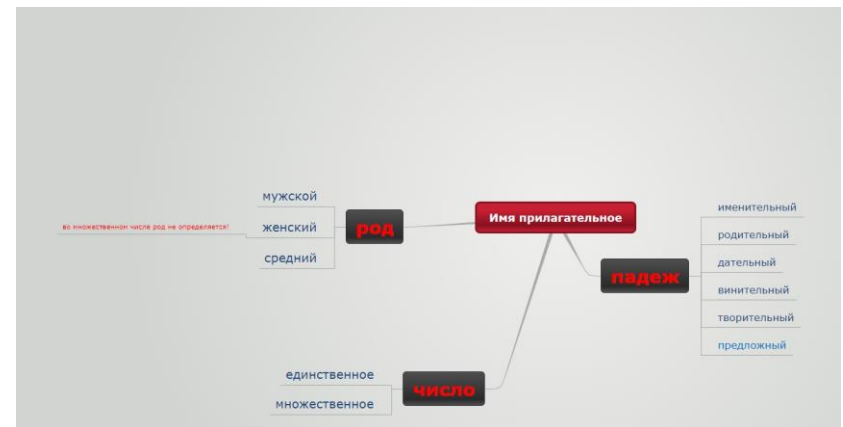 Имя прилагательное
род
мужской
женский
средний
во множественном числе род не определяется!
падеж
именительный
родительный
дательный
винительный
творительный
предложный
число
единственное
множественное